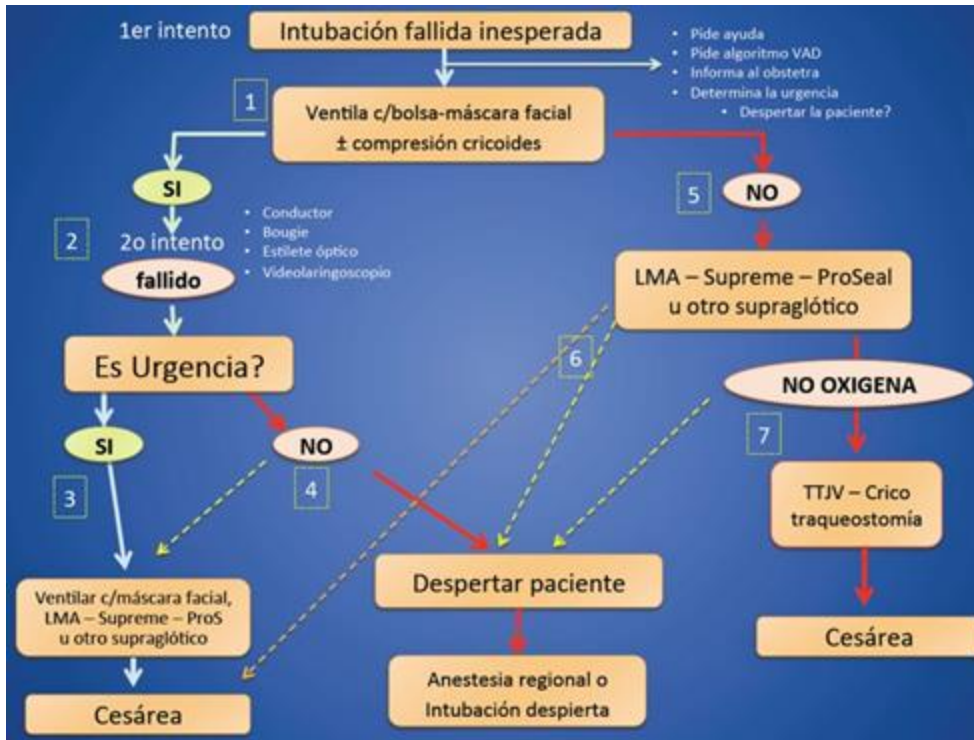 1er intento
Intubación fallida inesperada
• Pide ayuda
• Pide algoritmo VAD
• Informa al obstetra
• Determina la urgencia
• Despertar la paciente?
1
Ventila c/bolsa-máscara facial
± compresión cricoides
SI
5
NO
2
2o intento
fallido
• Conductor
• Bougie
• Estilete óptico
• Videolaringoscopio
LMA – Supreme – ProSeal
u otro supraglótico
6
Es Urgencia?
NO OXIGENA
SI
NO
7
3
4
TTJV – Crico
traqueostomía
Ventilar c/máscara facial,
LMA – Supreme – ProS
u otro supraglótico
Despertar paciente
Cesárea
Cesárea
Anestesia regional o
Intubación despierta